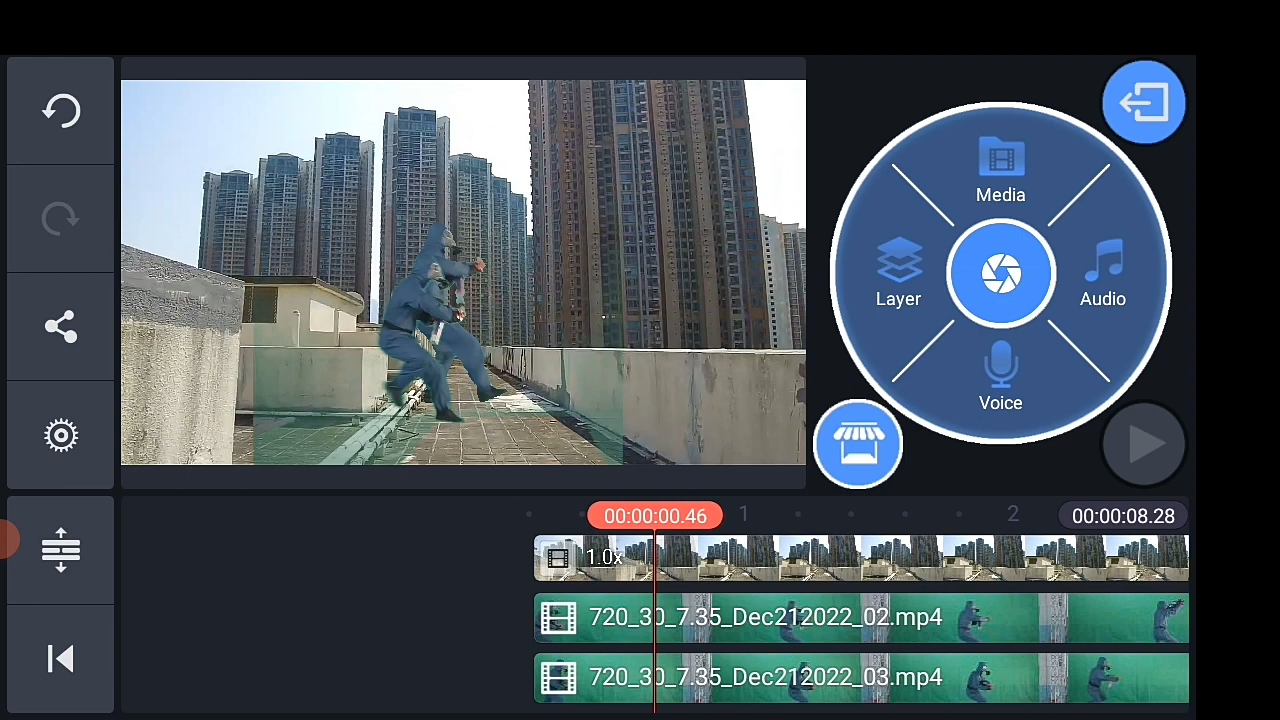 Media
Layer
Audio
Voice
00:00:00.46
1
2
00:00:08.28
1.0x
720_30_7.35_Dec212022_02.mp4
720_30_7.35_Dec212022_03.mp4